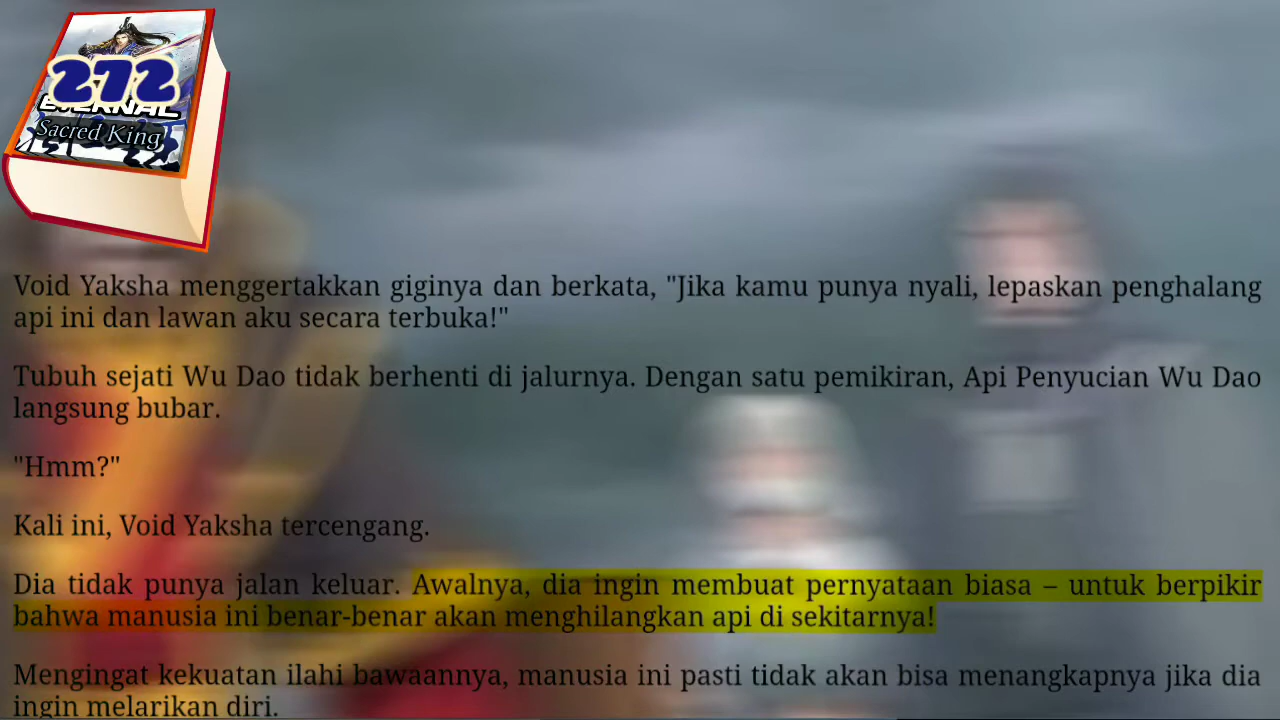 272
ETERNAL
Sacred King
Void Yaksha menggertakkan giginya dan berkata, "Jika kamu punya nyali, lepaskan penghalang
api ini dan lawan aku secara terbuka!"
Tubuh sejati Wu Dao tidak berhenti di jalurnya. Dengan satu pemikiran, Api Penyucian Wu Dao
langsung bubar.
"Hmm?"
Kali ini, Void Yaksha tercengang.
Dia tidak punya jalan keluar. Awalnya, dia ingin membuat pernyataan biasa – untuk berpikir
bahwa manusia ini benar-benar akan menghilangkan api di sekitarnya!
Mengingat kekuatan ilahi bawaannya, manusia ini pasti tidak akan bisa menangkapnya jika dia
ingin melarikan diri.